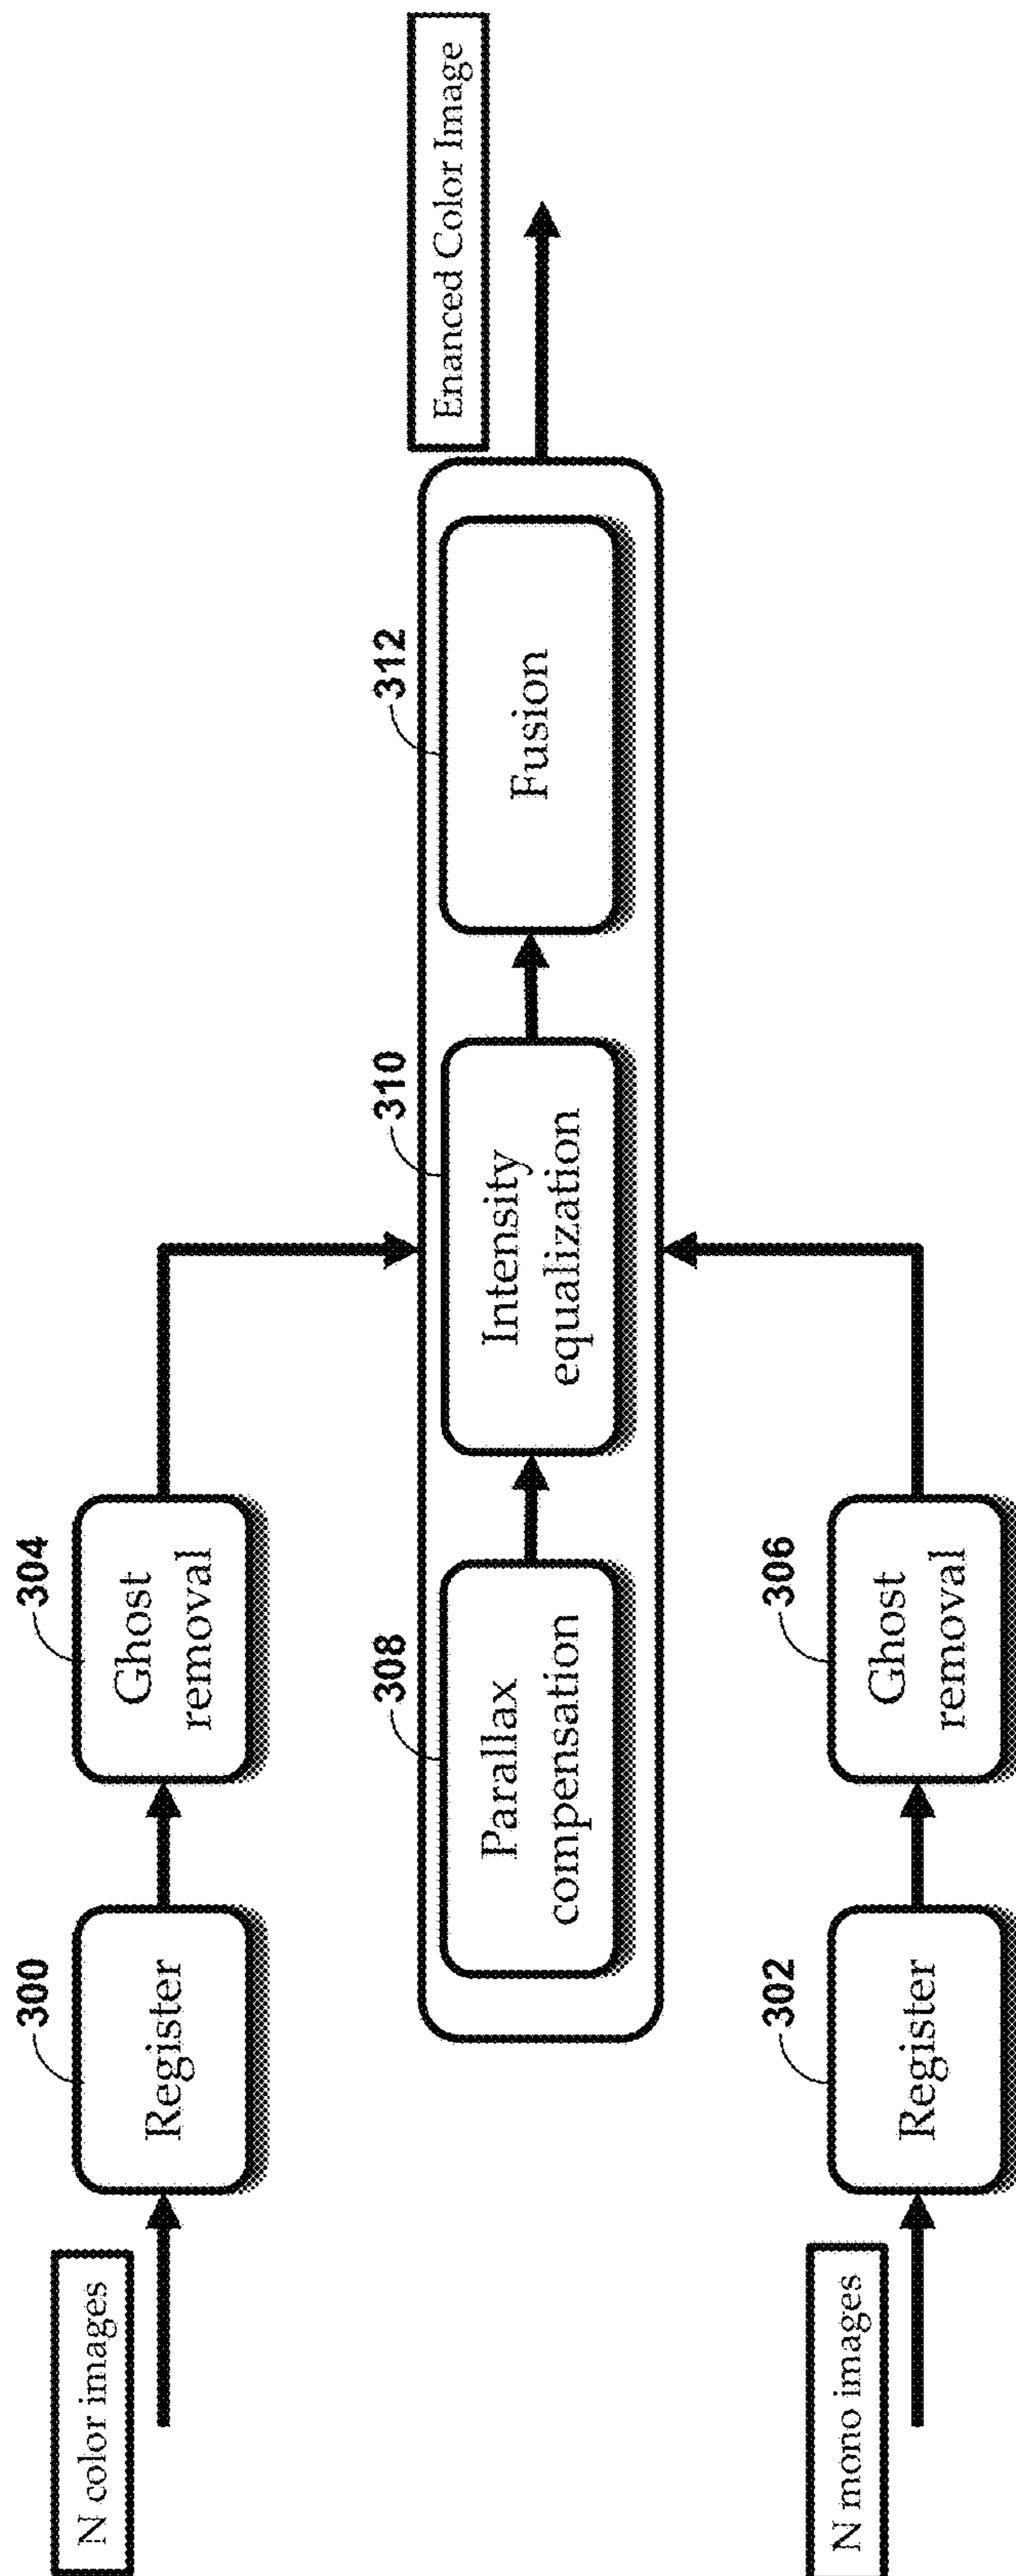 N color images
300
Register
304
Ghost
removal
308
Parallax
compensation
310
Intensity
equalization
312
Fusion
Enanced Color Image
N mono images
302
Register
306
Ghost
removal